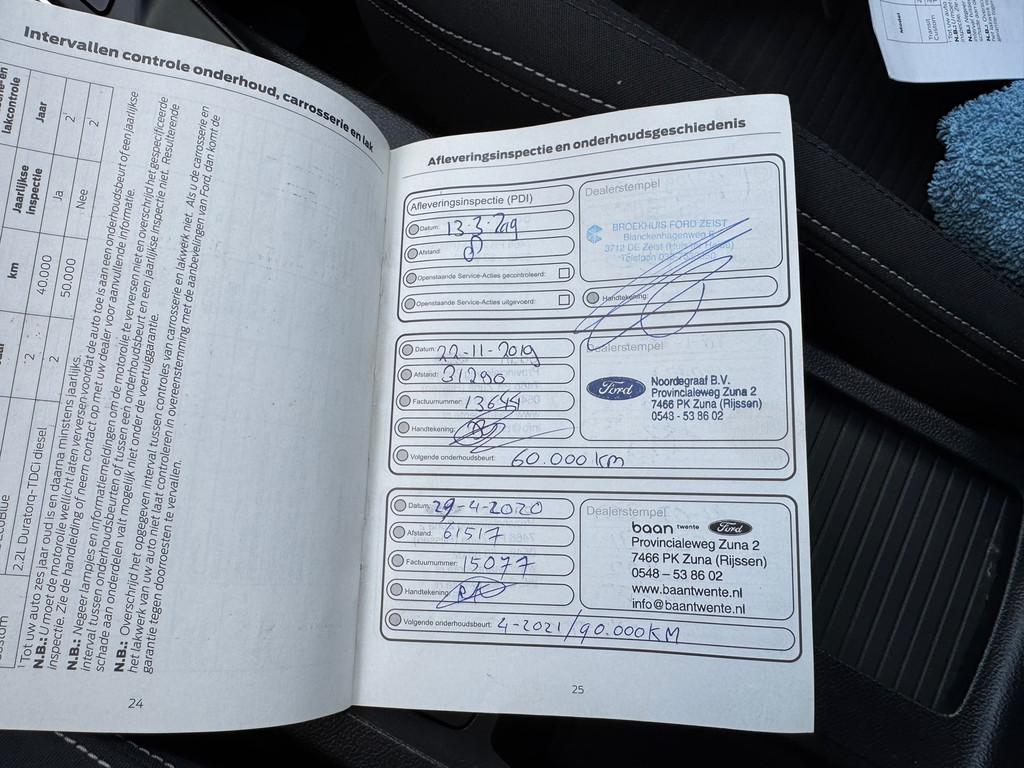 Intervallen controle onderhoud, carrosserie en lak
km
Jaarlijkse
inspectie
lakcontrole
Jaar
2.2L Duratorq-TDCi diesel
2
40.000
Ja
2
2
50.000
Nee
2
Tot uw auto zes jaar oud is en daarna minstens jaarlijks.
N.B.: U moet de motorolie wellicht laten verversen voordat de auto toe is aan een onderhoudsbeurt of een jaarlijkse
inspectie. Zie de handleiding of neem contact op met uw dealer voor aanvullende informatie.
N.B.: Negeer lampjes en informatiemeldingen om de motorolie te verversen niet en overschrijd het gespecificeerde
interval tussen onderhoudsbeurten of tussen een onderhoudsbeurt en een jaarlijkse inspectie niet. Resulterende
schade aan onderdelen valt mogelijk niet onder de voertuiggarantie.
N.B.: Overschrijd het opgegeven interval tussen controles van carrosserie en lakwerk niet. Als u de carrosserie en
het lakwerk van uw auto niet laat controleren in overeenstemming met de aanbevelingen van Ford, dan komt de
garantie tegen doorroesten te vervallen.
24
Afleveringsinspectie en onderhoudsgeschiedenis
Afleveringsinspectie (PDI)
Datum:
Afstand: 8
Openstaande Service-Acties gecontroleerd:
Openstaande Service-Acties uitgevoerd:
Dealerstempel
BROEKHUIS FORD ZEIST
Blanckenhagenweg
3712 DE Zeist (Huis ter Heide)
Telefoon
Handtekening:
Datum: 22-11-2019
Afstand: 31290
Factuurnummer: 13644
Handtekening:
Volgende onderhoudsbeurt: 60.000 km
Dealerstempel
Ford
Noordegraaf B.V.
Provincialeweg Zuna 2
7466 PK Zuna (Rijssen)
0548 - 53 86 02
Datum: 29-4-2020
Afstand: 61517
Factuurnummer: 15077
Handtekening:
Volgende onderhoudsbeurt: 4-2021/90.000KM
Dealerstempel
baan twente Ford
Provincialeweg Zuna 2
7466 PK Zuna (Rijssen)
0548 – 53 86 02
www.baantwente.nl
info@baantwente.nl
25